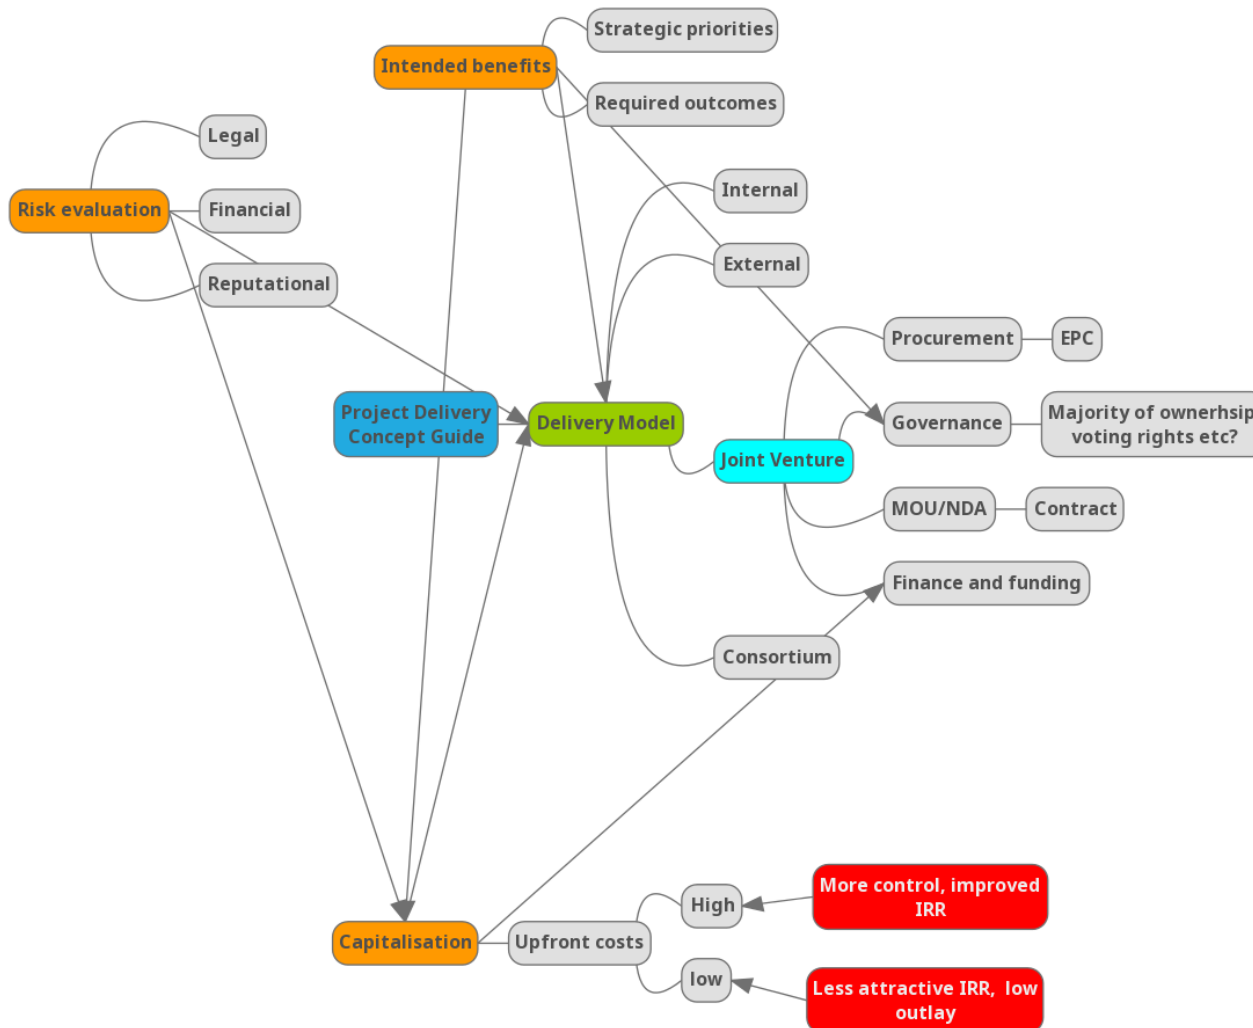 Strategic priorities
Intended benefits
Required outcomes
Legal
Internal
Risk evaluation
Financial
External
Reputational
Procurement
EPC
Project Delivery
Concept Guide
Delivery Model
Governance
Majority of ownerhsip
voting rights etc?
Joint Venture
MOU/NDA
Contract
Finance and funding
Consortium
More control, improved
IRR
High
Capitalisation
Upfront costs
low
Less attractive IRR,  low
outlay